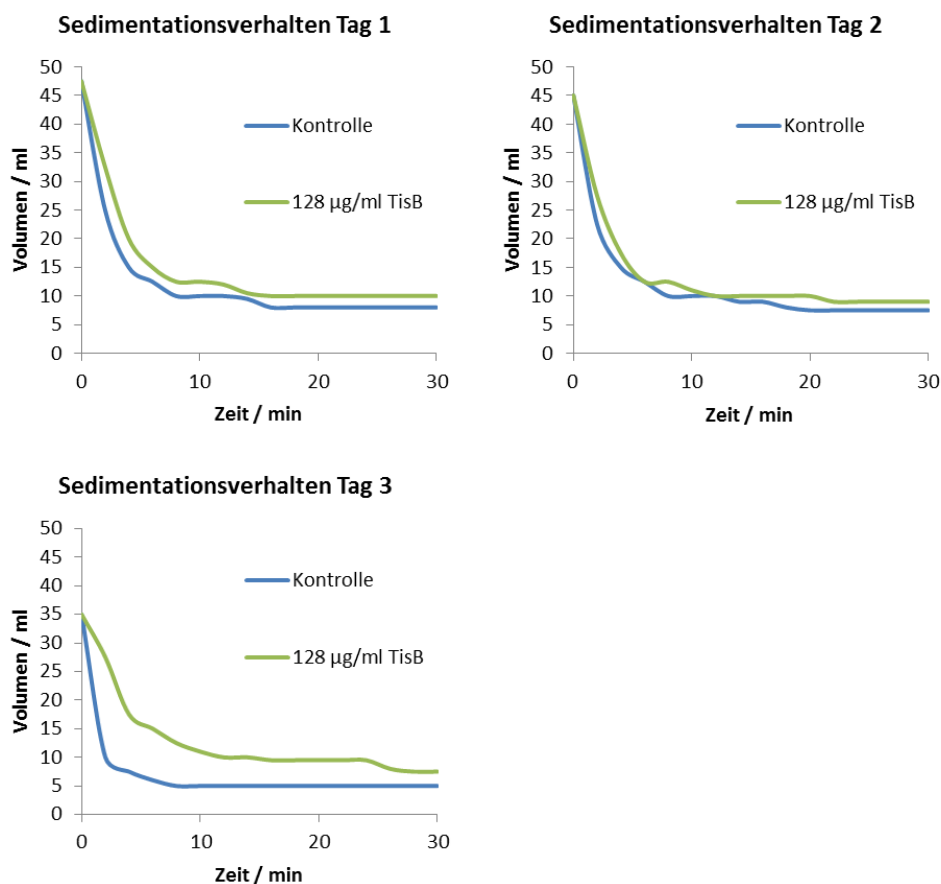 Sedimentationsverhalten Tag 1
50
45
40
35
30
25
20
15
10
5
0
Volumen / ml
Kontrolle
128 µg/ml TisB
0 10 20 30
Zeit / min
Sedimentationsverhalten Tag 2
50
45
40
35
30
25
20
15
10
5
0
Volumen / ml
Kontrolle
128 µg/ml TisB
0 10 20 30
Zeit / min
Sedimentationsverhalten Tag 3
50
45
40
35
30
25
20
15
10
5
0
Volumen / ml
Kontrolle
128 µg/ml TisB
0 10 20 30
Zeit / min